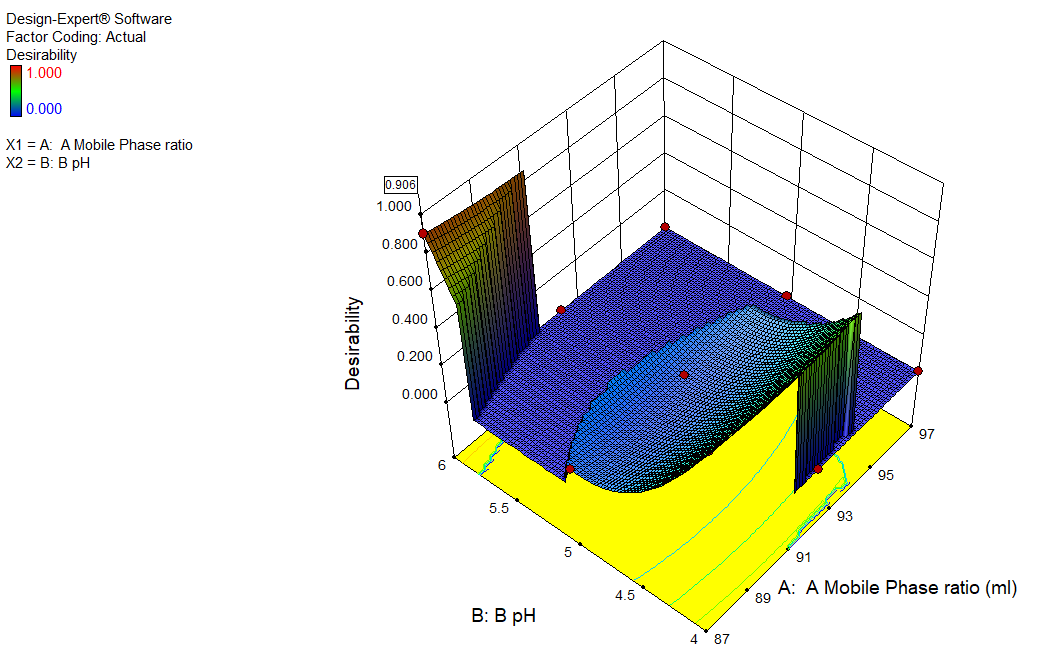 Design-Expert® Software
Factor Coding: Actual
Desirability
1.000
0.000
X1 = A:  A Mobile Phase ratio
X2 = B: B pH
0.906
1.000
0.800
0.600
0.400
0.200
0.000
Desirability
6
5.5
5
4.5
4
B: B pH
87
89
91
93
95
97
A:  A Mobile Phase ratio (ml)